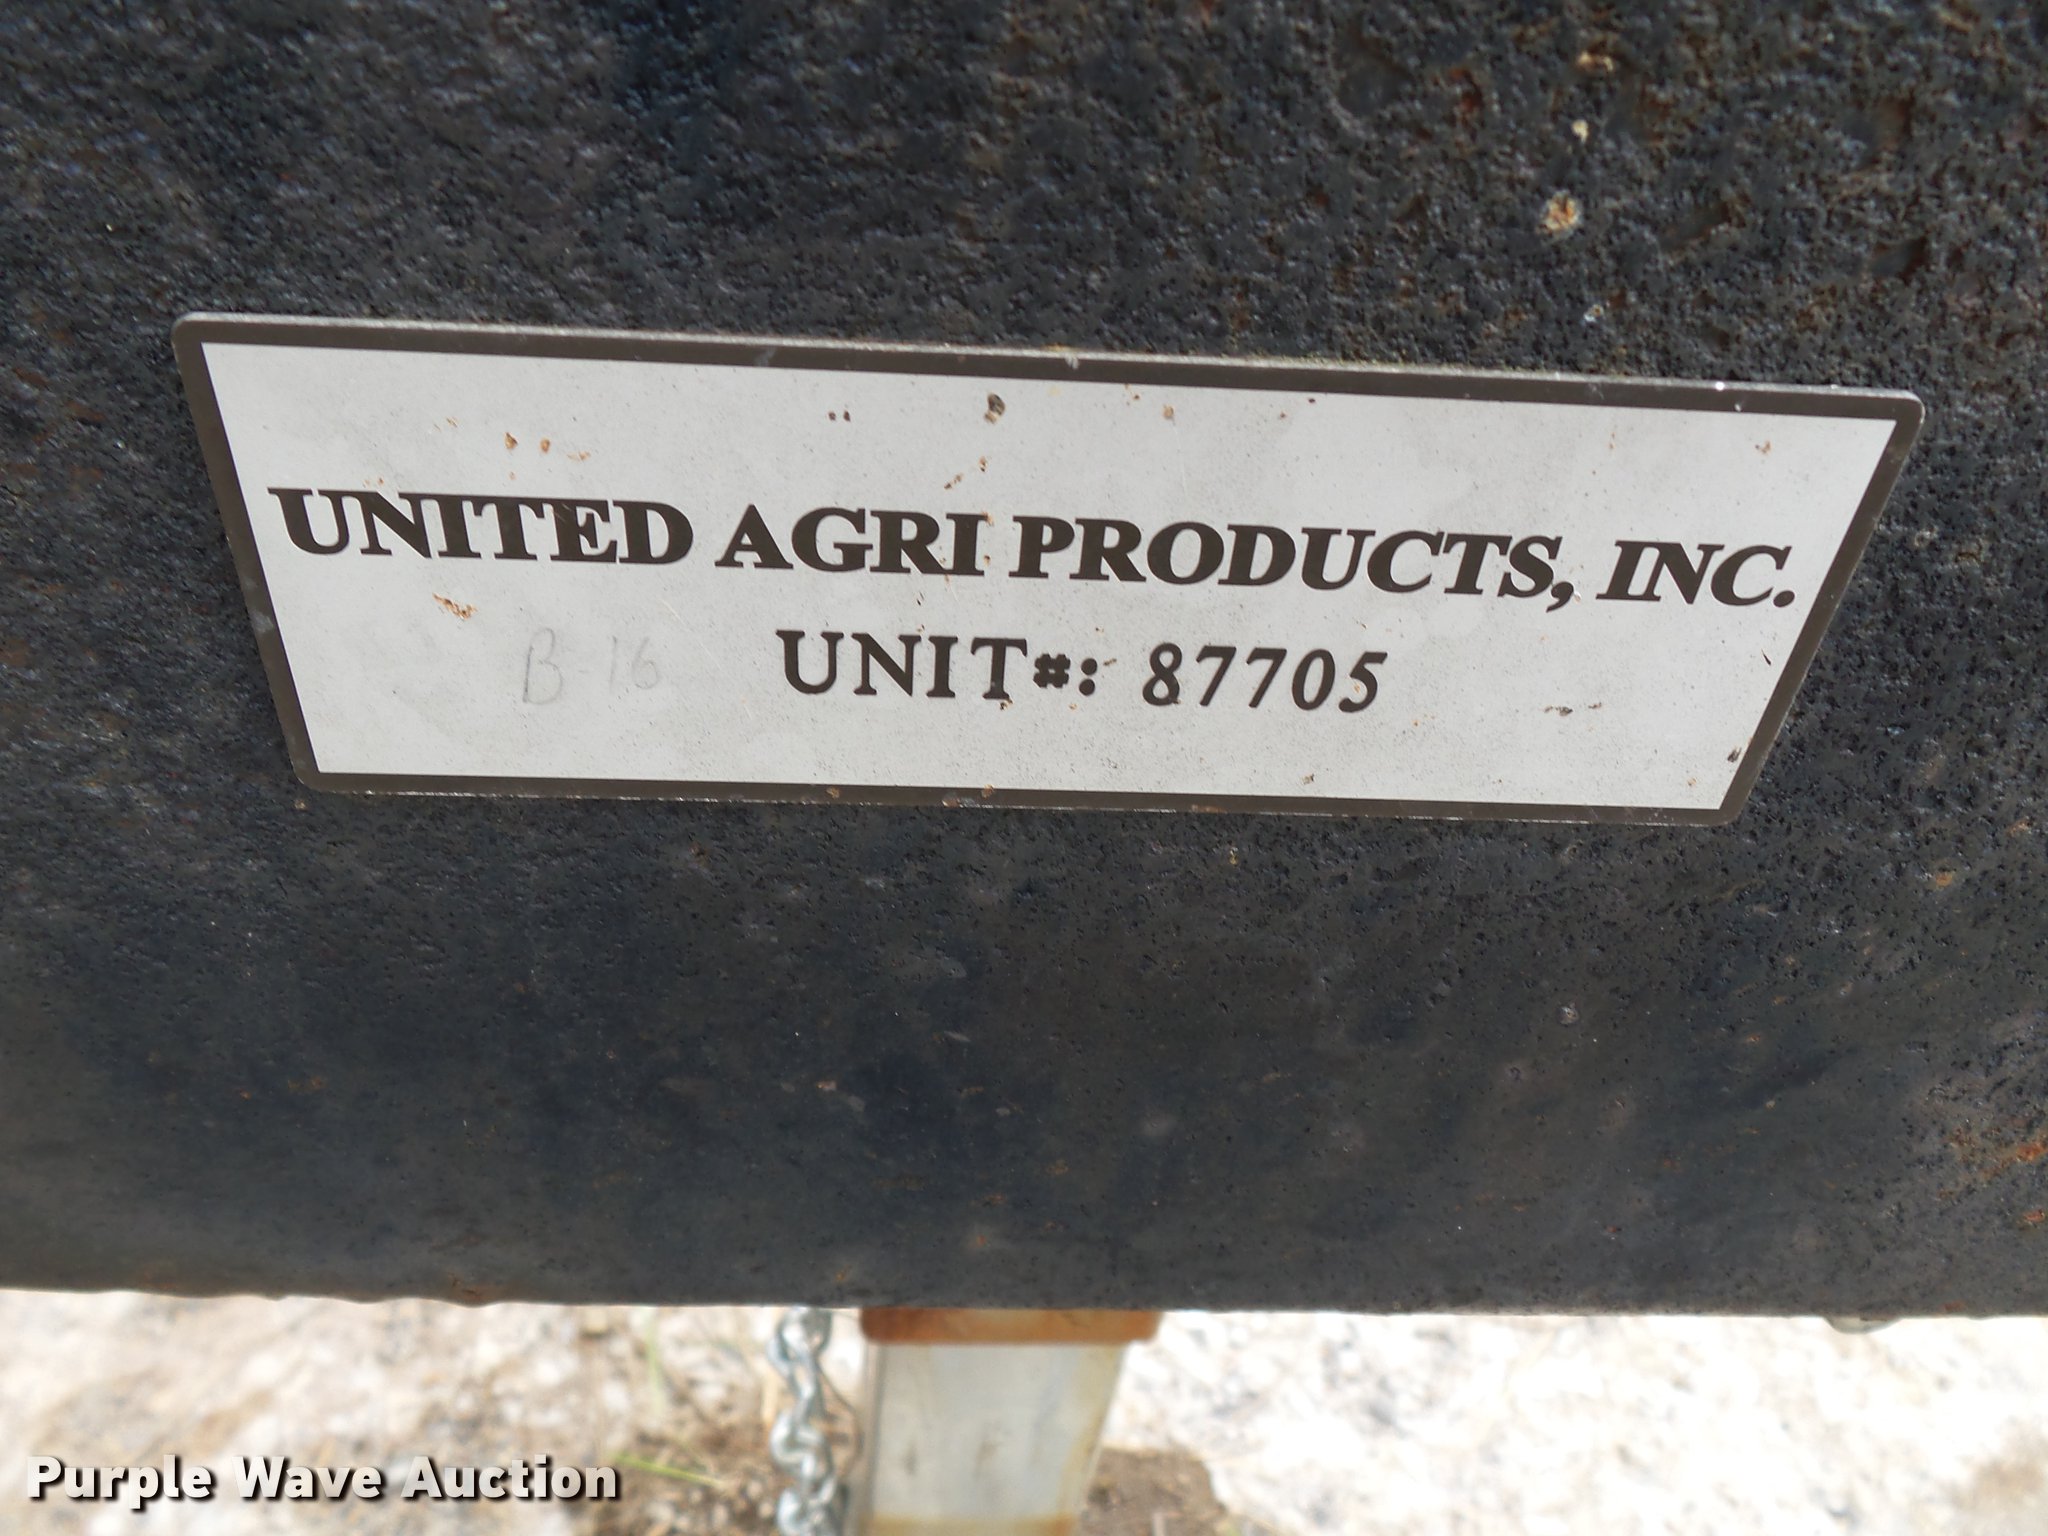 UNITED AGRI PRODUCTS, INC.
B-16 UNIT#: 87705
Purple Wave Auction